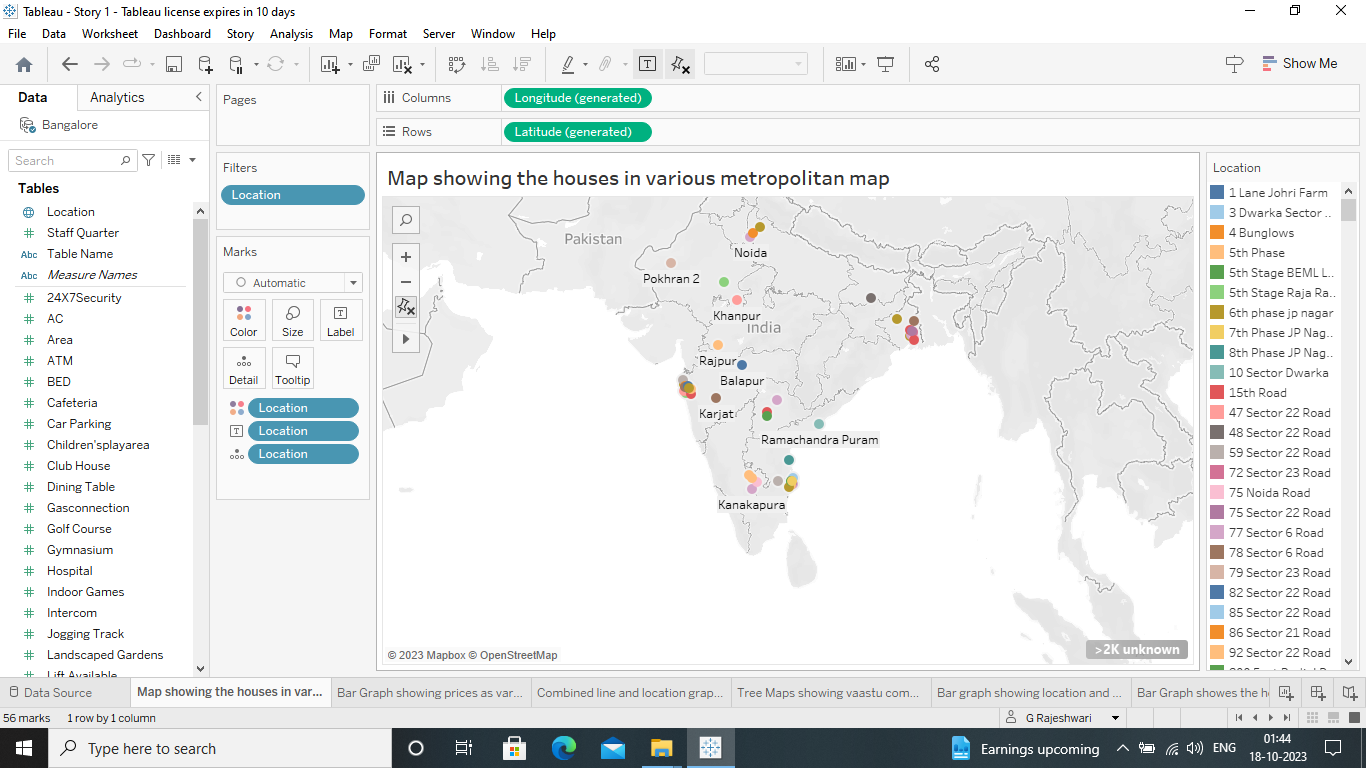 Tableau - Story 1 - Tableau license expires in 10 days
File Data Worksheet Dashboard Story Analysis Map Format Server Window Help
Show Me
Data Analytics
Bangalore
Search
Tables
Location
Staff Quarter
Abc Table Name
Abc Measure Names
24X7Security
AC
Area
ATM
BED
Cafeteria
Car Parking
Children'splayarea
Club House
Dining Table
Gasconnection
Golf Course
Gymnasium
Hospital
Indoor Games
Intercom
Jogging Track
Landscaped Gardens
Lift Available
Pages
Filters
Location
Marks
Automatic
Color Size Label
Detail Tooltip
Location
Location
Location
Columns Longitude (generated)
Rows Latitude (generated)
Map showing the houses in various metropolitan map
Pakistan
Noida
Pokhran 2
Khanpur
India
Rajpur
Balapur
Karjat
Ramachandra Puram
Kanakapura
© 2023 Mapbox © OpenStreetMap
>2K unknown
Location
1 Lane Johri Farm
3 Dwarka Sector ..
4 Bunglows
5th Phase
5th Stage BEML L..
5th Stage Raja Ra..
6th phase jp nagar
7th Phase JP Nag..
8th Phase JP Nag..
10 Sector Dwarka
15th Road
47 Sector 22 Road
48 Sector 22 Road
59 Sector 22 Road
72 Sector 23 Road
75 Noida Road
75 Sector 22 Road
77 Sector 6 Road
78 Sector 6 Road
79 Sector 23 Road
82 Sector 22 Road
85 Sector 22 Road
86 Sector 21 Road
92 Sector 22 Road
Data Source Map showing the houses in var... Bar Graph showing prices as var... Combined line and location grap... Tree Maps showing vaastu com... Bar graph showing location and ... Bar Graph showes the h
56 marks 1 row by 1 column G Rajeshwari
Type here to search Earnings upcoming ENG 01:44
18-10-2023